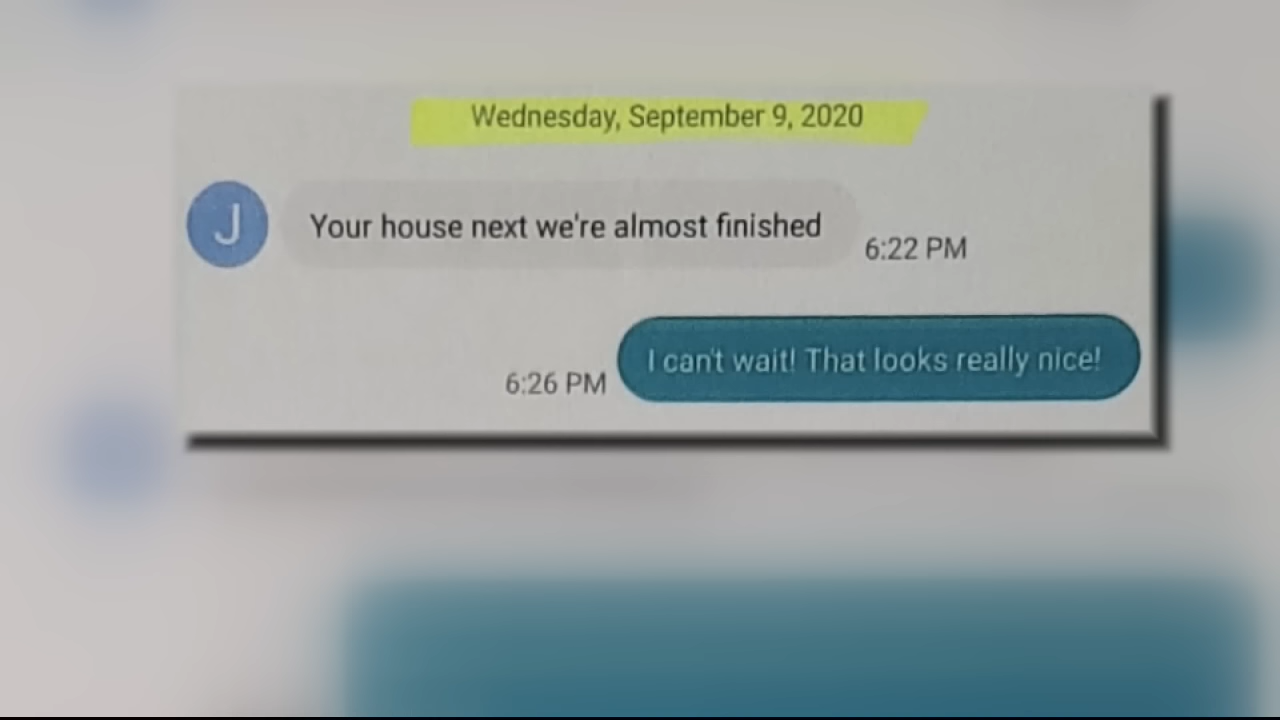 Wednesday, September 9, 2020
J
Your house next we're almost finished
6:22 PM
6:26 PM
I can't wait! That looks really nice!